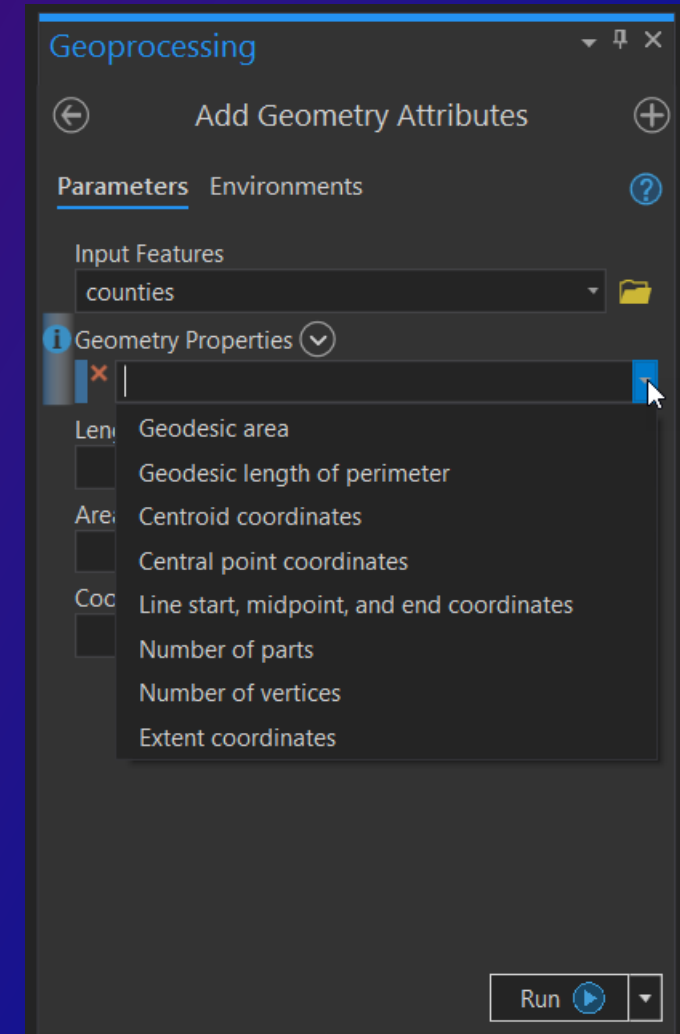 Geoprocessing
Add Geometry Attributes
Parameters Environments
Input Features
counties
Geometry Properties
Geodesic area
Geodesic length of perimeter
Centroid coordinates
Central point coordinates
Line start, midpoint, and end coordinates
Number of parts
Number of vertices
Extent coordinates
Run